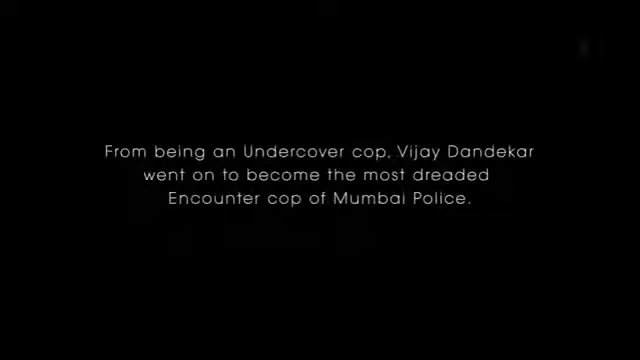 From being an Undercover cop, Vijay Dandekar
went on to become the most dreaded
Encounter cop of Mumbai Police.